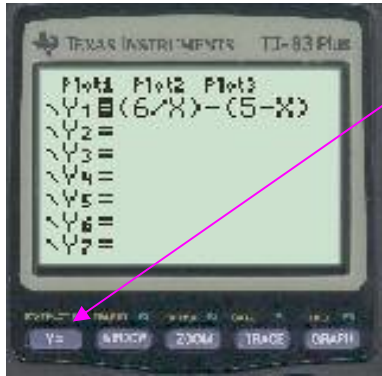 TEXAS INSTRUMENTS TI-83 Plus
Plot1 Plot2 Plot3
\Y1=(6/X)-(5-X)
\Y2=
\Y3=
\Y4=
\Y5=
\Y6=
\Y7=
Y= WINDOW ZOOM TRACE GRAPH